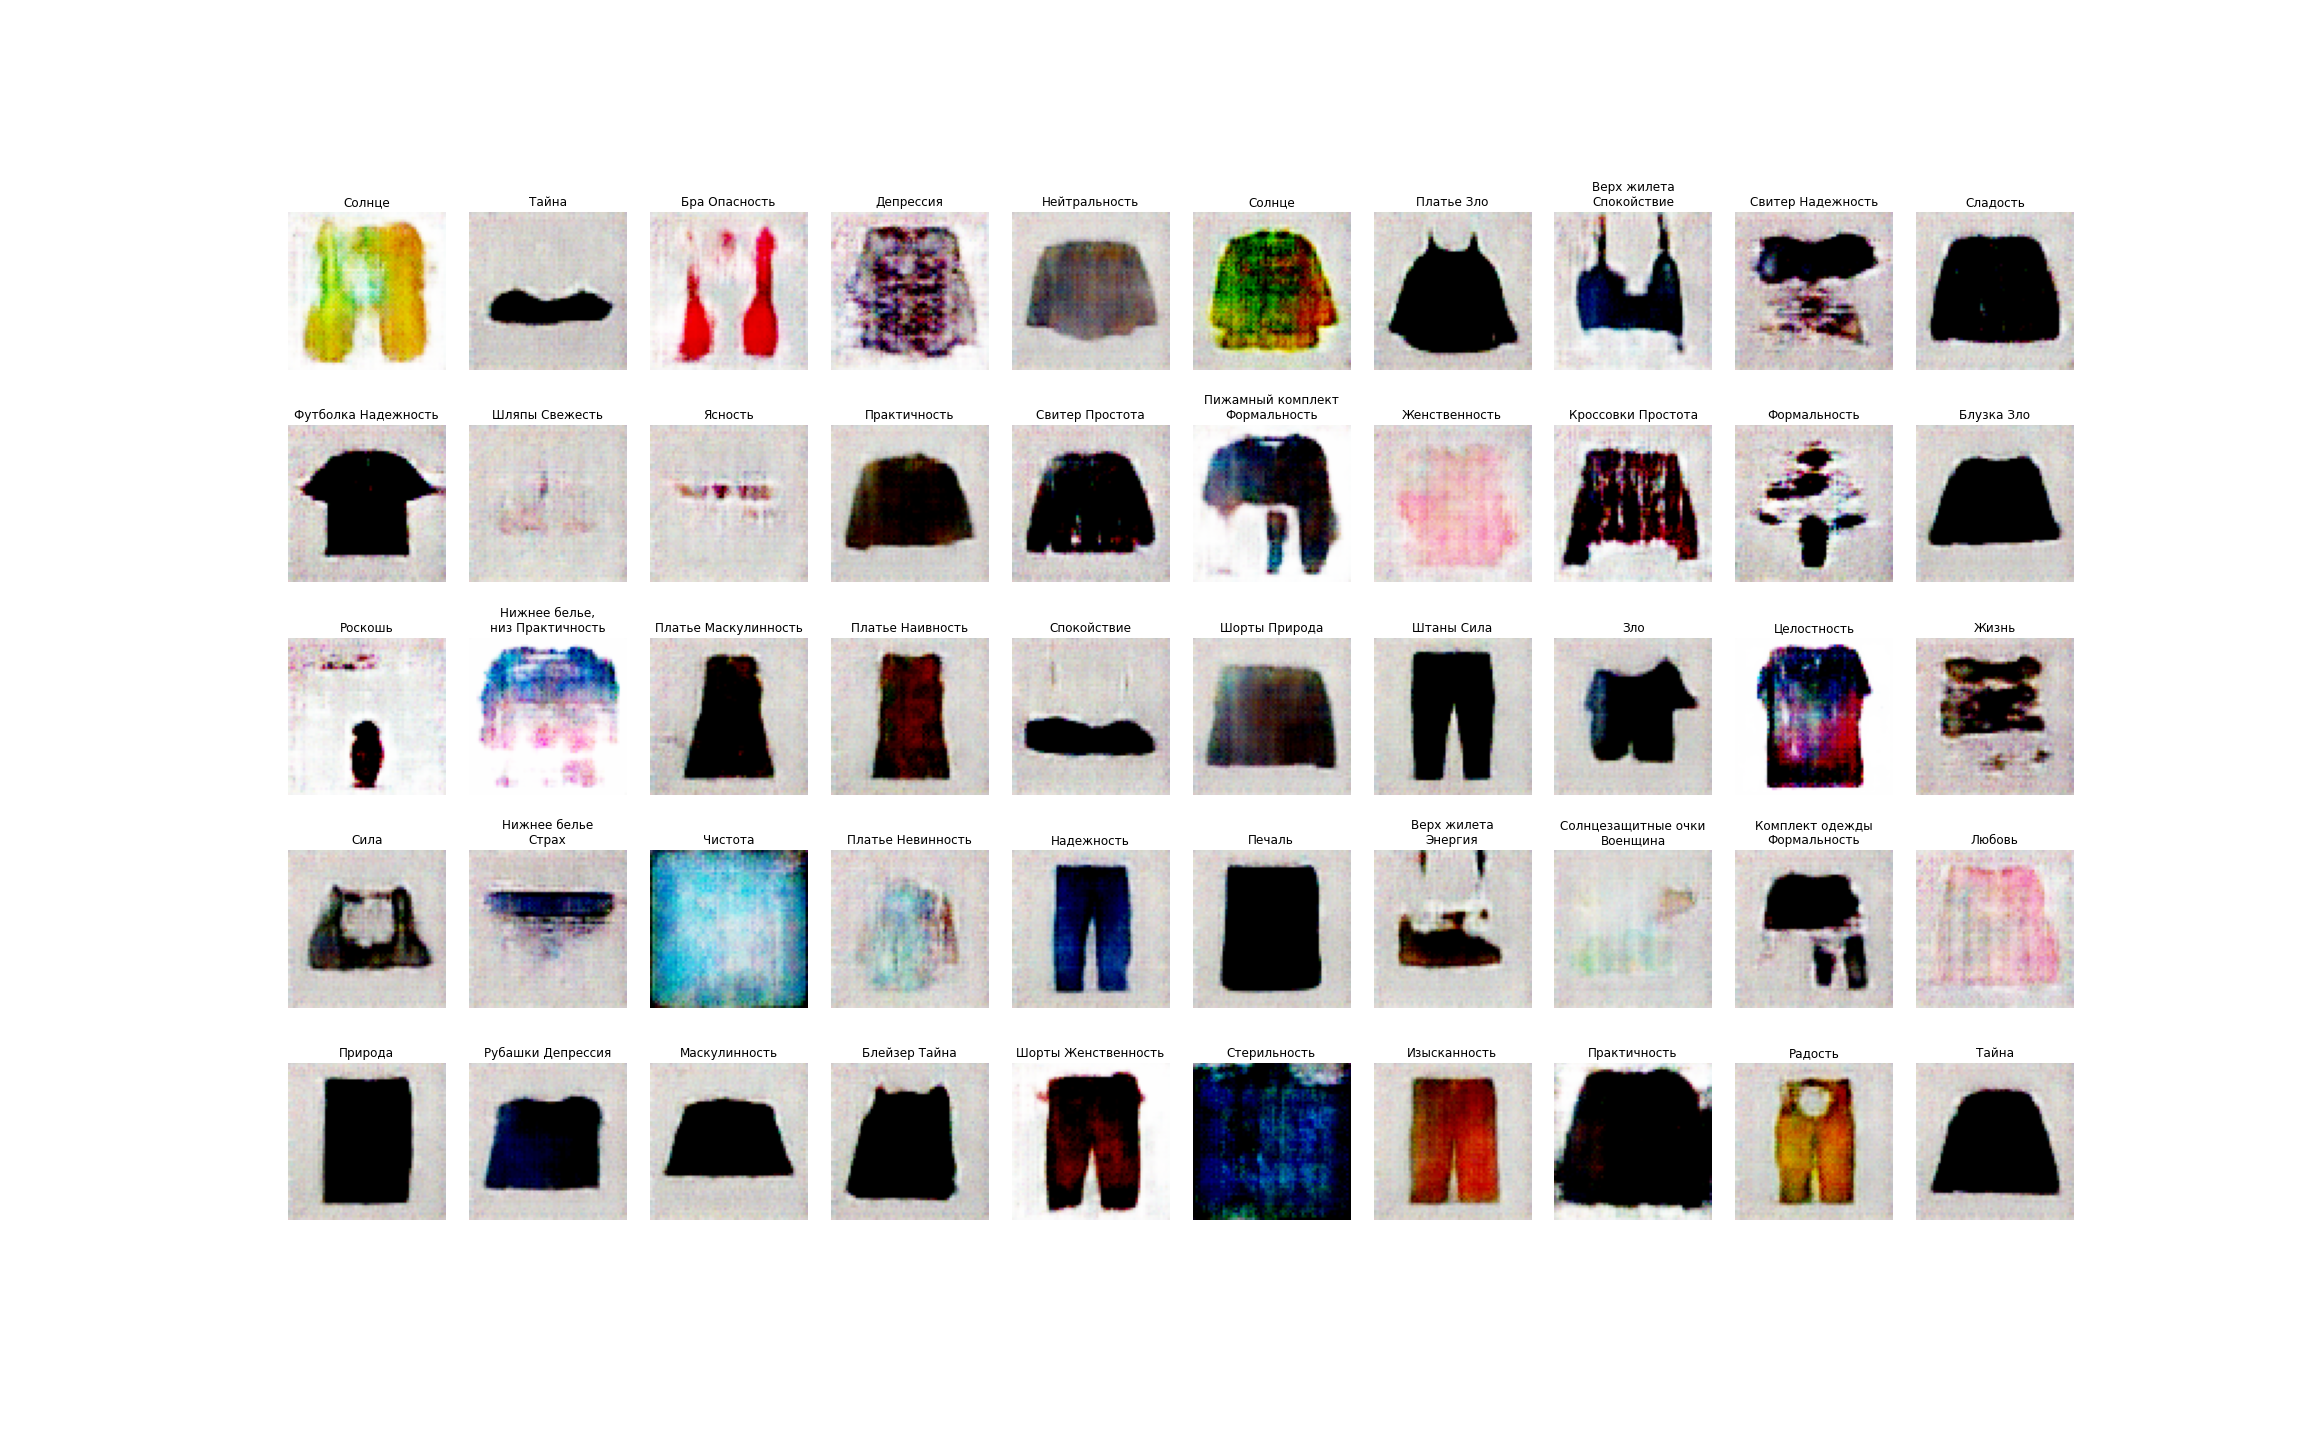 Солнце
Тайна
Бра Опасность
Депрессия
Нейтральность
Солнце
Платье Зло
Верх жилета
Спокойствие
Свитер Надежность
Сладость
Футболка Надежность
Шляпы Свежесть
Ясность
Практичность
Свитер Простота
Пижамный комплект
Формальность
Женственность
Кроссовки Простота
Формальность
Блузка Зло
Роскошь
Нижнее белье,
низ Практичность
Платье Маскулинность
Платье Наивность
Спокойствие
Шорты Природа
Штаны Сила
Зло
Целостность
Жизнь
Сила
Нижнее белье
Страх
Чистота
Платье Невинность
Надежность
Печаль
Верх жилета
Энергия
Солнцезащитные очки
Военщина
Комплект одежды
Формальность
Любовь
Природа
Рубашки Депрессия
Маскулинность
Блейзер Тайна
Шорты Женственность
Стерильность
Изысканность
Практичность
Радость
Тайна